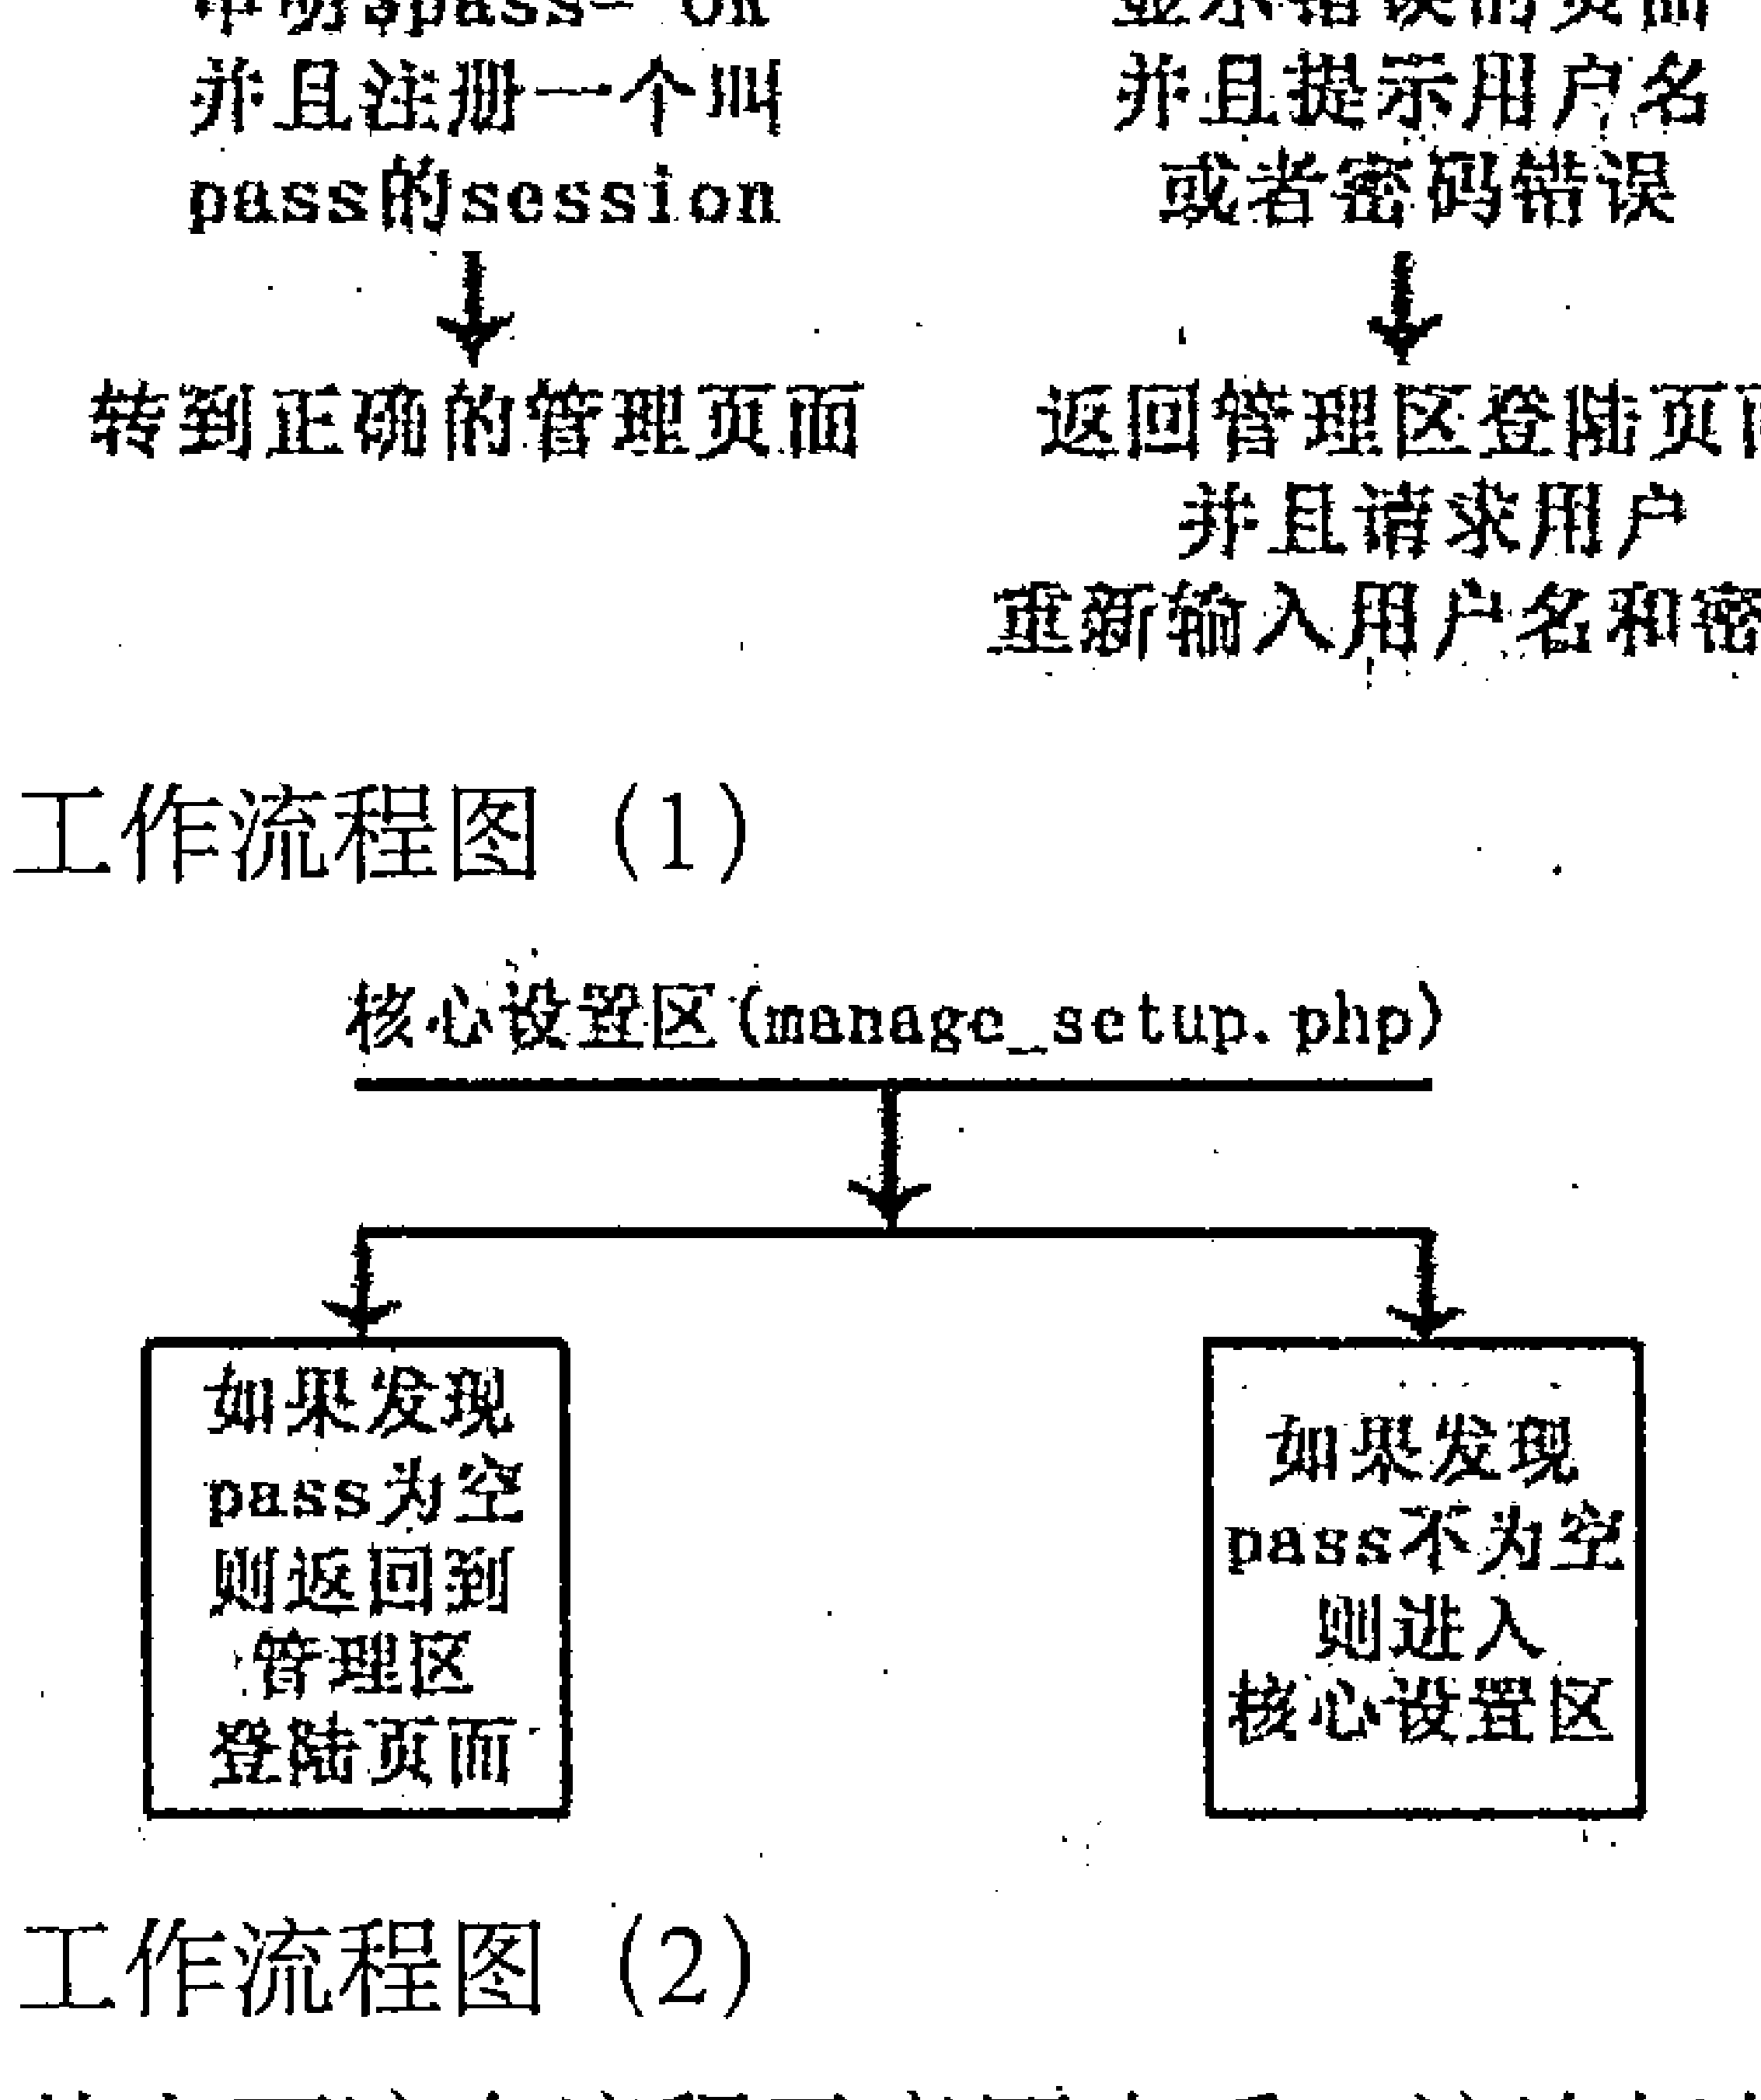 并且注册一个叫
pass的session
转到正确的管理页面
显示错误的页面
并且提示用户名
或者密码错误
返回管理区登陆页面
并且请求用户
重新输入用户名和密
工作流程图 (1)
核心设置区(manage_setup.php)
如果发现
pass为空
则返回到
管理区
登陆页面
如果发现
pass不为空
则进入
核心设置区
工作流程图 (2)